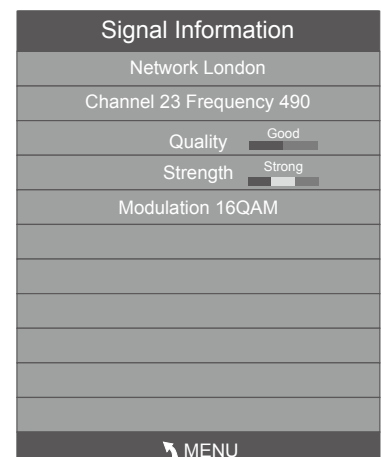 Signal Information
Network London
Channel 23 Frequency 490
Quality Good
Strength Strong
Modulation 16QAM
MENU